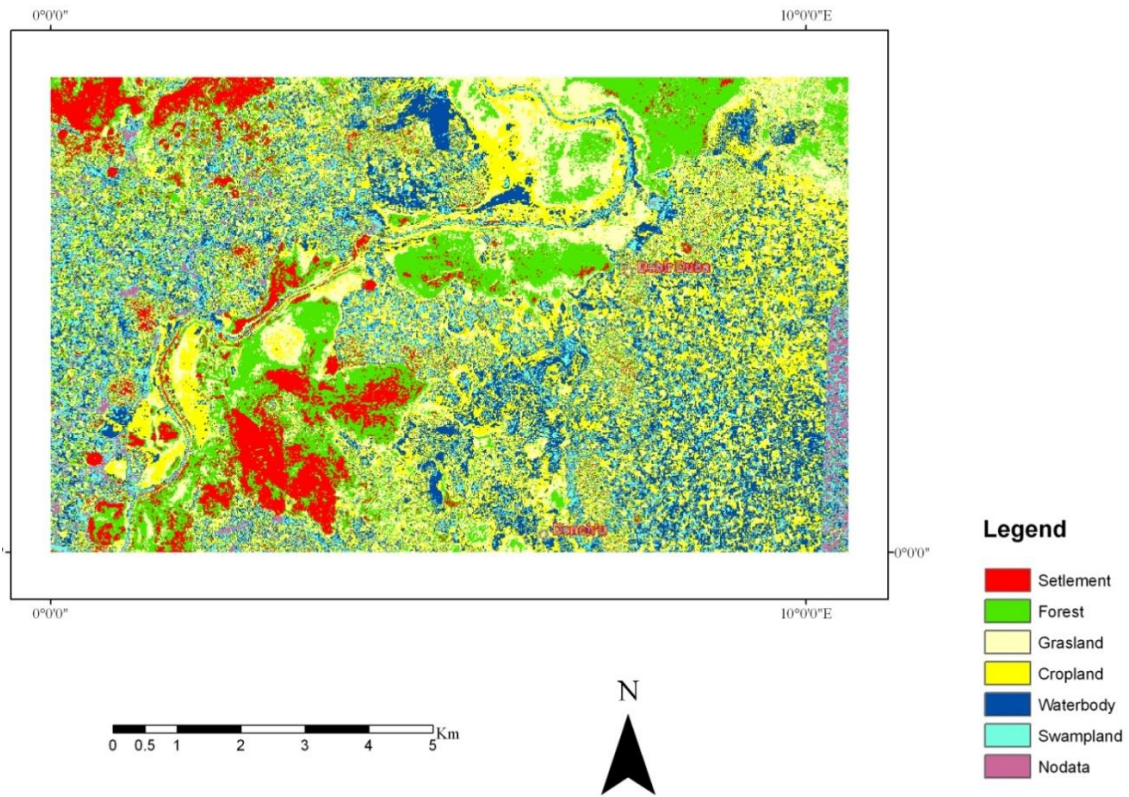 0°0'0"
10°0'0"E
0°0'0"
0°0'0"
10°0'0"E
Legend
Setlement
Forest
Grasland
Cropland
Waterbody
Swampland
Nodata
N
Km
0 0.5 1 2 3 4 5